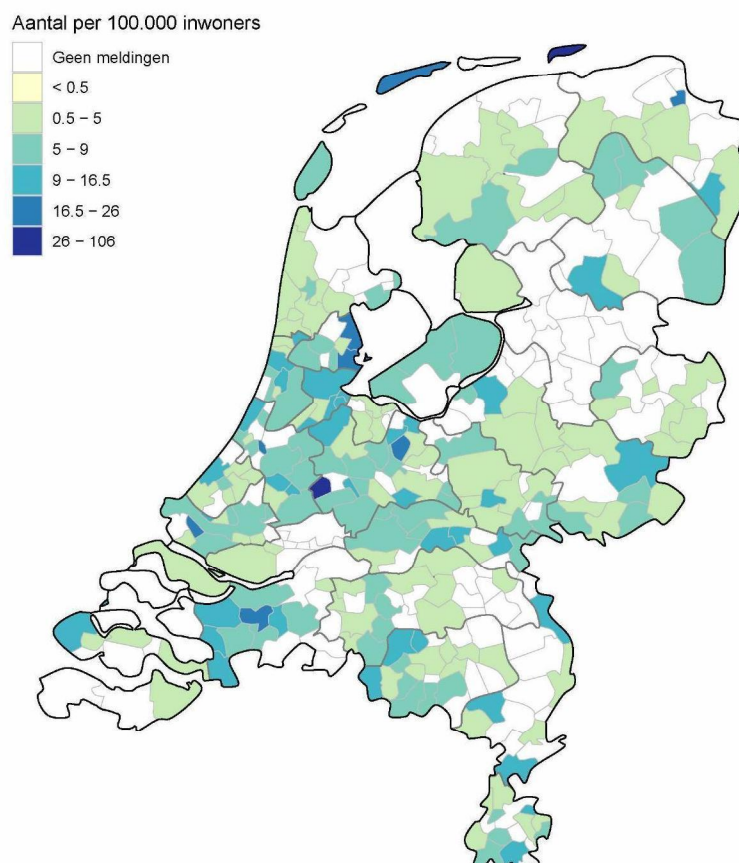 Aantal per 100.000 inwoners
Geen meldingen
< 0.5
0.5 – 5
5 – 9
9 – 16.5
16.5 – 26
26 – 106